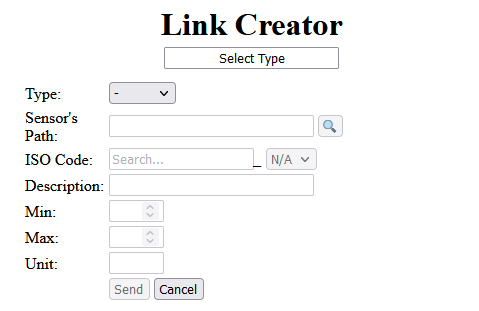 Link Creator
Select Type
Type: -
Sensor's
Path:
ISO Code: Search... _ N/A
Description:
Min:
Max:
Unit:
Send Cancel